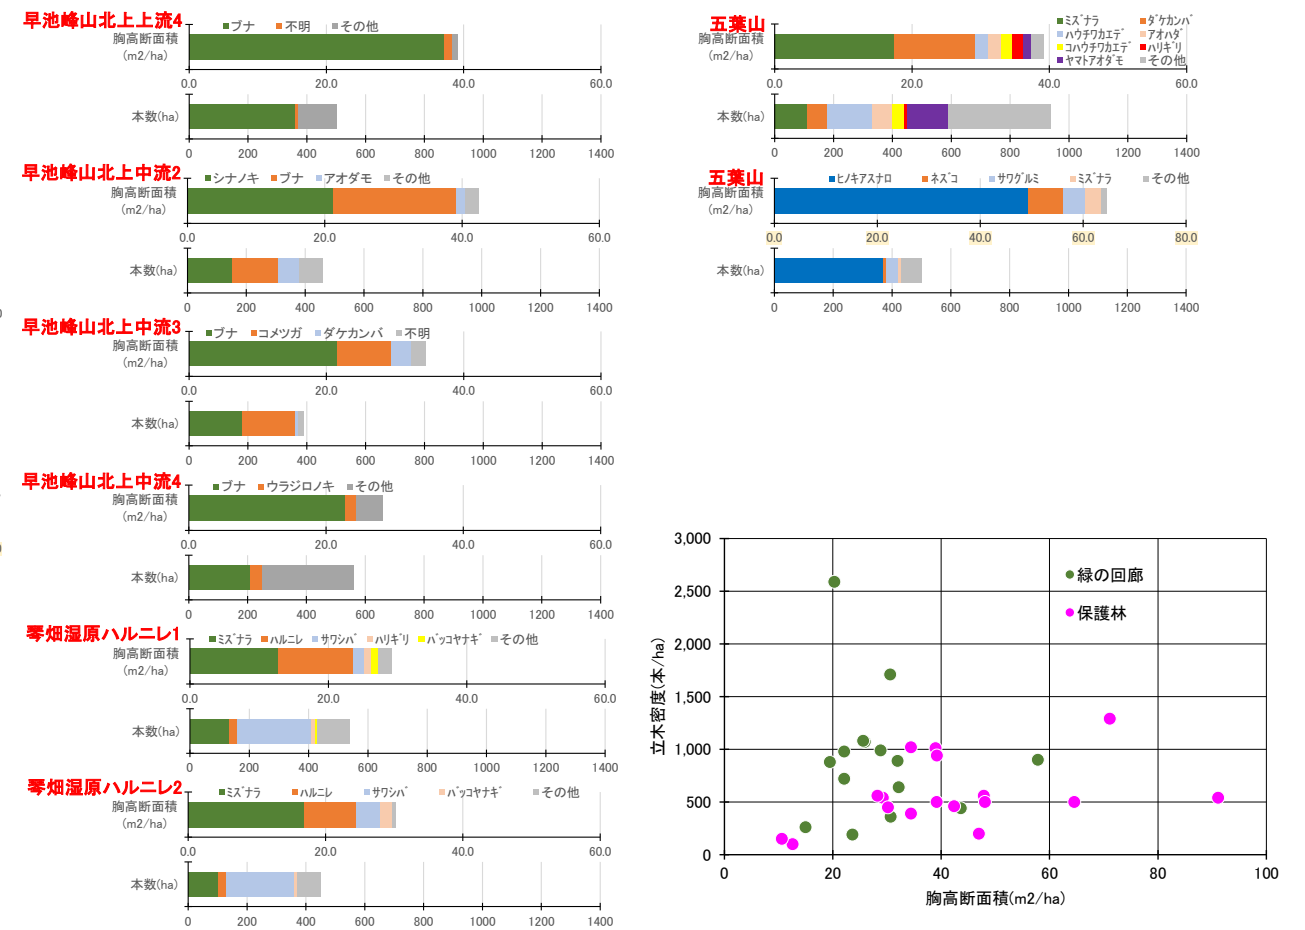 早池峰山北上上流4
ブナ 不明 その他
胸高断面積
(m2/ha)
0.0 20.0 40.0 60.0
本数(ha)
0 200 400 600 800 1000 1200 1400
早池峰山北上中流2
シナノキ ブナ アオダモ その他
胸高断面積
(m2/ha)
0.0 20.0 40.0 60.0
本数(ha)
0 200 400 600 800 1000 1200 1400
早池峰山北上中流3
ブナ コメツガ ダケカンバ 不明
胸高断面積
(m2/ha)
0.0 20.0 40.0 60.0
本数(ha)
0 200 400 600 800 1000 1200 1400
早池峰山北上中流4
ブナ ウラジロノキ その他
胸高断面積
(m2/ha)
0.0 20.0 40.0 60.0
本数(ha)
0 200 400 600 800 1000 1200 1400
琴畑湿原ハルニレ1
ミズナラ ハルニレ サワシバ ハリギリ バッコヤナギ その他
胸高断面積
(m2/ha)
0.0 20.0 40.0 60.0
本数(ha)
0 200 400 600 800 1000 1200 1400
琴畑湿原ハルニレ2
ミズナラ ハルニレ サワシバ バッコヤナギ その他
胸高断面積
(m2/ha)
0.0 20.0 40.0 60.0
本数(ha)
0 200 400 600 800 1000 1200 1400
五葉山
ミズナラ ダケカンバ
ハウチワカエデ アオハダ
コハウチワカエデ ハリギリ
ヤマトアオダモ その他
胸高断面積
(m2/ha)
0.0 20.0 40.0 60.0
本数(ha)
0 200 400 600 800 1000 1200 1400
五葉山
ヒノキアスナロ ネズコ サワグルミ ミズナラ その他
胸高断面積
(m2/ha)
0.0 20.0 40.0 60.0 80.0
本数(ha)
0 200 400 600 800 1000 1200 1400
3,000
2,500
2,000
1,500
1,000
500
0
立木密度(本/ha)
緑の回廊
保護林
0 20 40 60 80 100
胸高断面積(m2/ha)